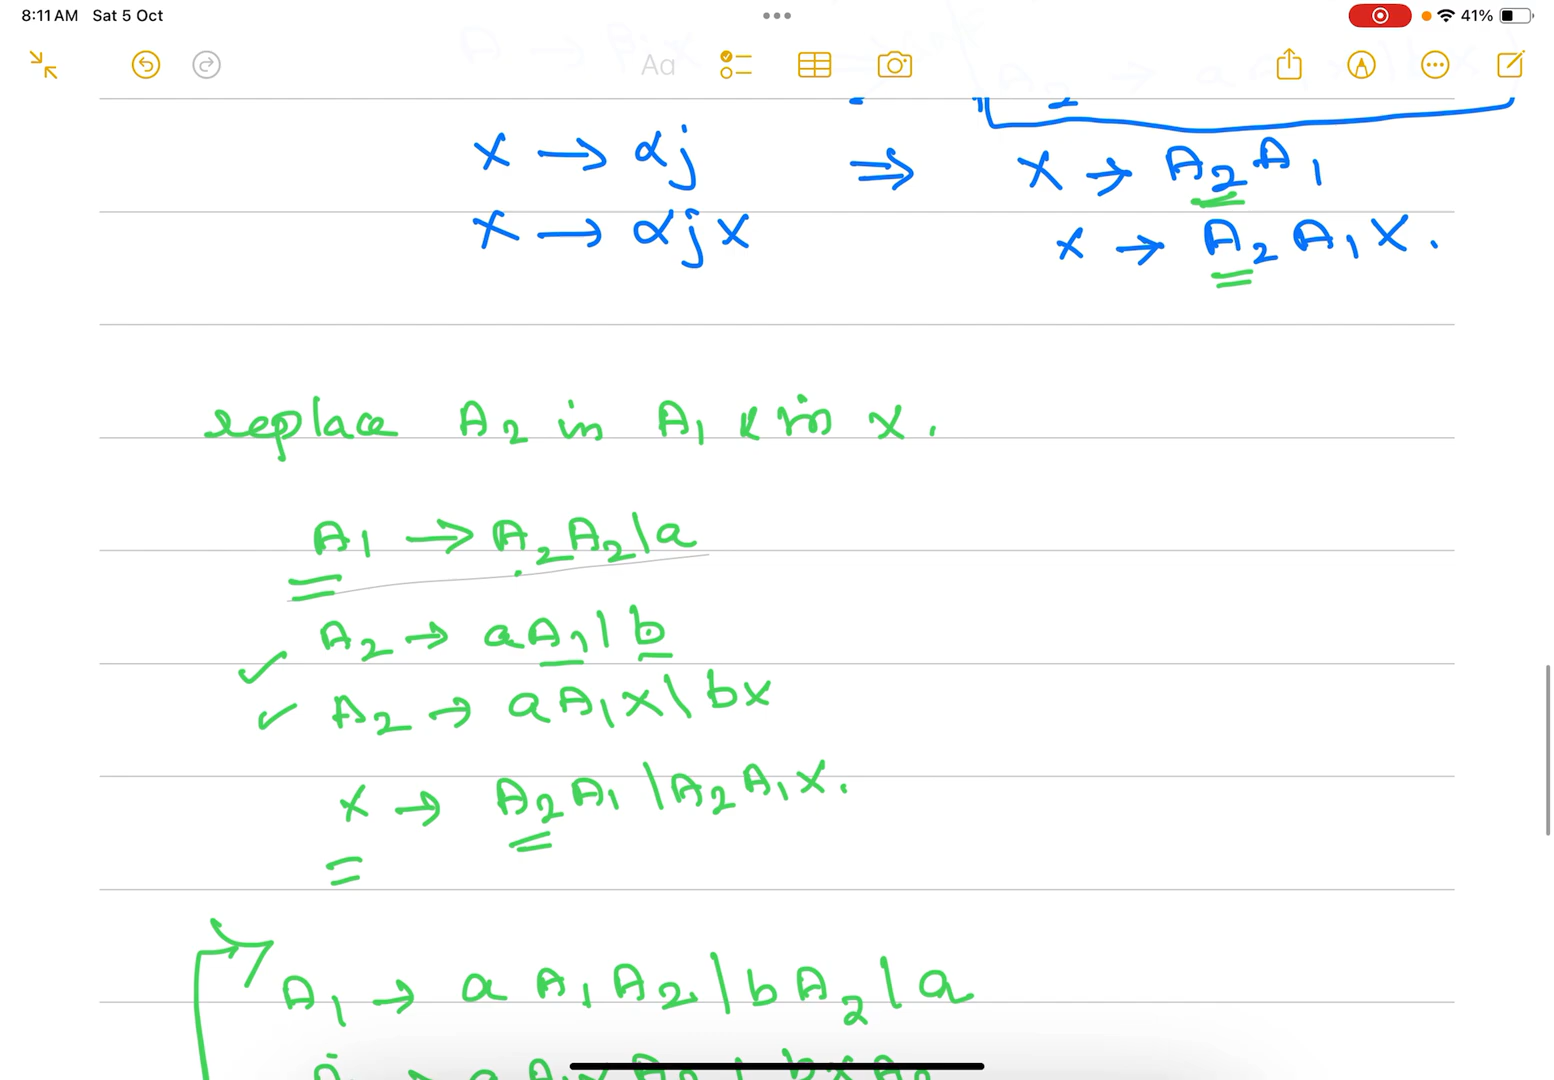 8:11 AM Sat 5 Oct 41%
Aa
x → αj ⇒ x → A₂A₁
x → αjx x → A₂A₁X.
replace A₂ in A₁ & in x.
A₁ → A₂A₂|a
A₂ → aA₁|b
A₂ → aA₁x|bx
x → A₂A₁|A₂A₁X.
A₁ → aA₁A₂|bA₂|a